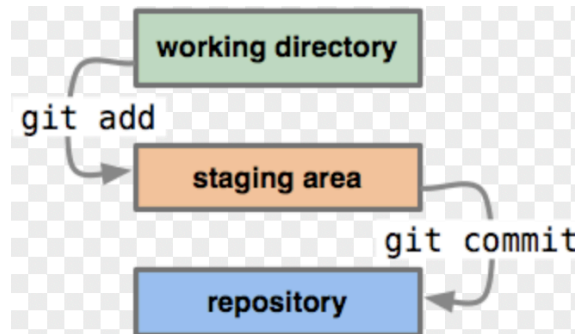 working directory
git add
staging area
git commit
repository